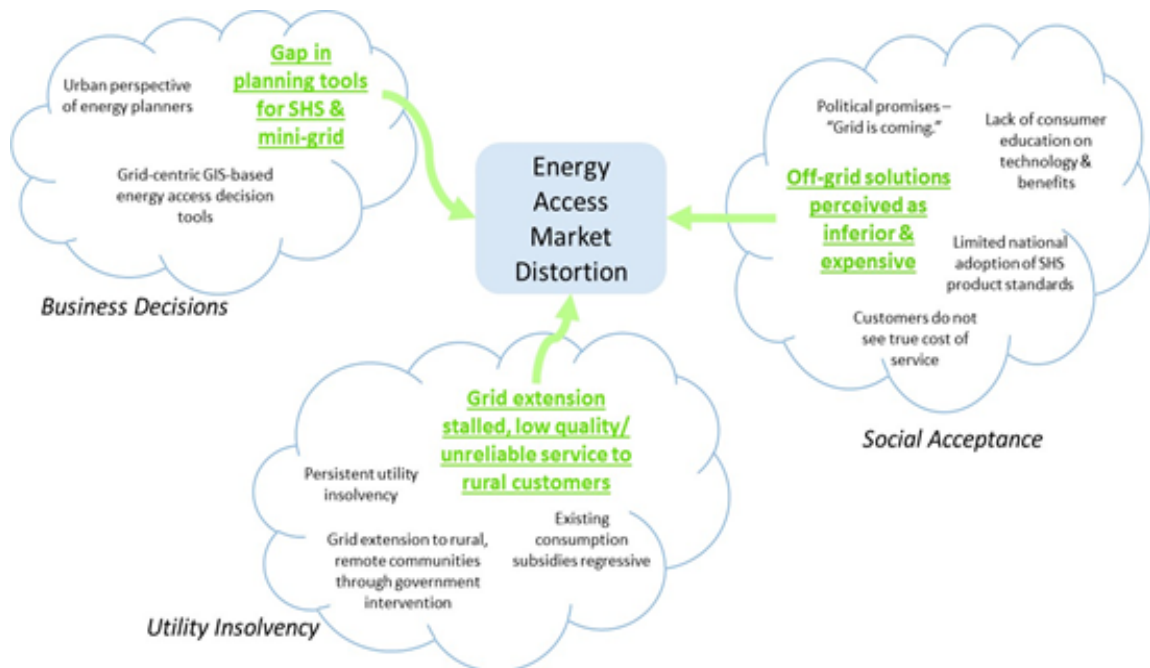 Urban perspective
of energy planners
Gap in
planning tools
for SHS &
mini-grid
Grid-centric GIS-based
energy access decision
tools
Business Decisions
Energy
Access
Market
Distortion
Political promises –
"Grid is coming."
Lack of consumer
education on
technology &
benefits
Off-grid solutions
perceived as
inferior &
expensive
Limited national
adoption of SHS
product standards
Customers do not
see true cost of
service
Social Acceptance
Grid extension
stalled, low quality/
unreliable service to
rural customers
Persistent utility
insolvency
Existing
consumption
subsidies regressive
Grid extension to rural,
remote communities
through government
intervention
Utility Insolvency